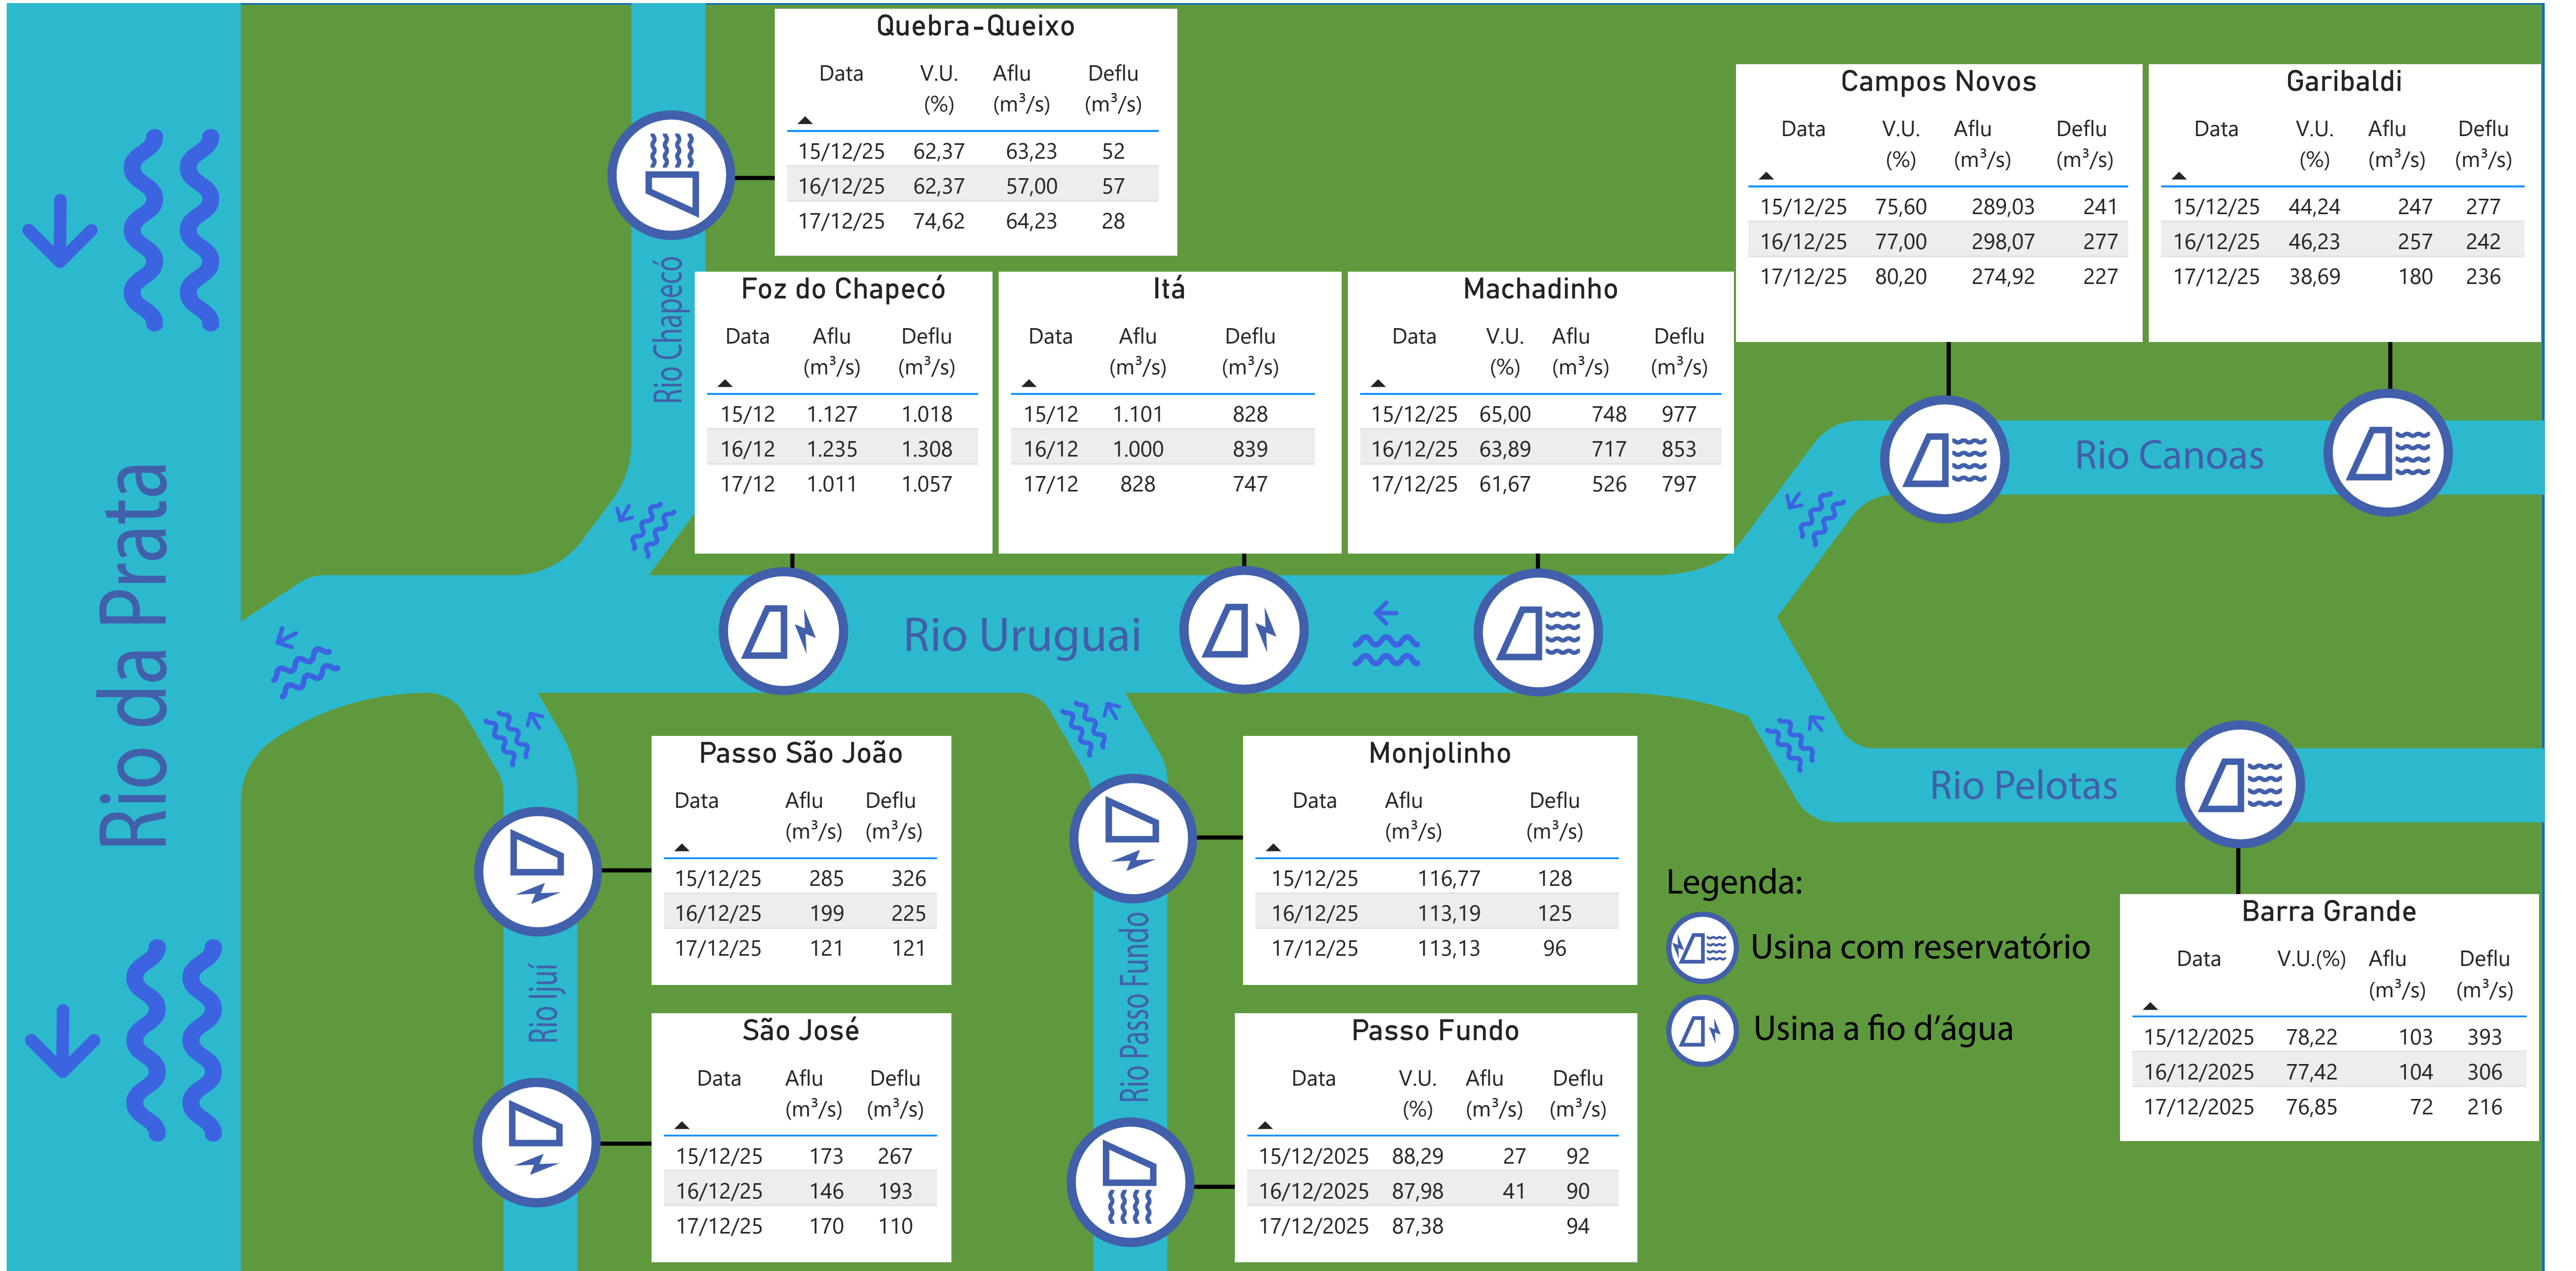 Quebra-Queixo
Data V.U. (%) Aflu (m³/s) Deflu (m³/s)
15/12/25 62,37 63,23 52
16/12/25 62,37 57,00 57
17/12/25 74,62 64,23 28
Campos Novos
Data V.U. (%) Aflu (m³/s) Deflu (m³/s)
15/12/25 75,60 289,03 241
16/12/25 77,00 298,07 277
17/12/25 80,20 274,92 227
Garibaldi
Data V.U. (%) Aflu (m³/s) Deflu (m³/s)
15/12/25 44,24 247 277
16/12/25 46,23 257 242
17/12/25 38,69 180 236
Rio Chapecó
Foz do Chapecó
Data Aflu (m³/s) Deflu (m³/s)
15/12 1.127 1.018
16/12 1.235 1.308
17/12 1.011 1.057
Itá
Data Aflu (m³/s) Deflu (m³/s)
15/12 1.101 828
16/12 1.000 839
17/12 828 747
Machadinho
Data V.U. (%) Aflu (m³/s) Deflu (m³/s)
15/12/25 65,00 748 977
16/12/25 63,89 717 853
17/12/25 61,67 526 797
Rio Canoas
Rio da Prata
Rio Uruguai
Rio Pelotas
Passo São João
Data Aflu (m³/s) Deflu (m³/s)
15/12/25 285 326
16/12/25 199 225
17/12/25 121 121
Monjolinho
Data Aflu (m³/s) Deflu (m³/s)
15/12/25 116,77 128
16/12/25 113,19 125
17/12/25 113,13 96
Legenda:
Usina com reservatório
Usina a fio d’água
Barra Grande
Data V.U.(%) Aflu (m³/s) Deflu (m³/s)
15/12/2025 78,22 103 393
16/12/2025 77,42 104 306
17/12/2025 76,85 72 216
Rio Ijuí
Rio Passo Fundo
São José
Data Aflu (m³/s) Deflu (m³/s)
15/12/25 173 267
16/12/25 146 193
17/12/25 170 110
Passo Fundo
Data V.U. (%) Aflu (m³/s) Deflu (m³/s)
15/12/2025 88,29 27 92
16/12/2025 87,98 41 90
17/12/2025 87,38 94